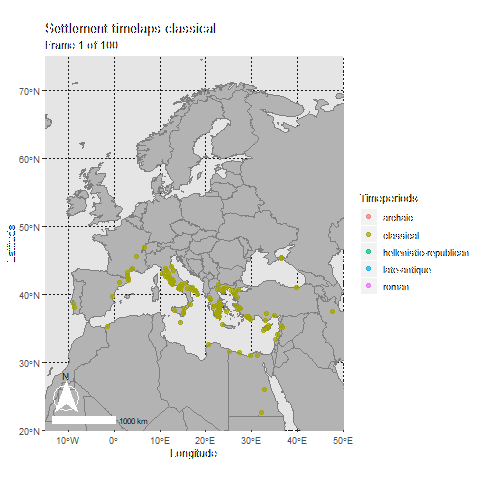 Settlement timelaps classical
Frame 1 of 100
70°N
60°N
50°N
40°N
30°N
20°N
Latitude
N
1000 km
10°W
0°
10°E
20°E
30°E
40°E
50°E
Longitude
Timeperiods
archaic
classical
hellenistic-republican
late-antique
roman